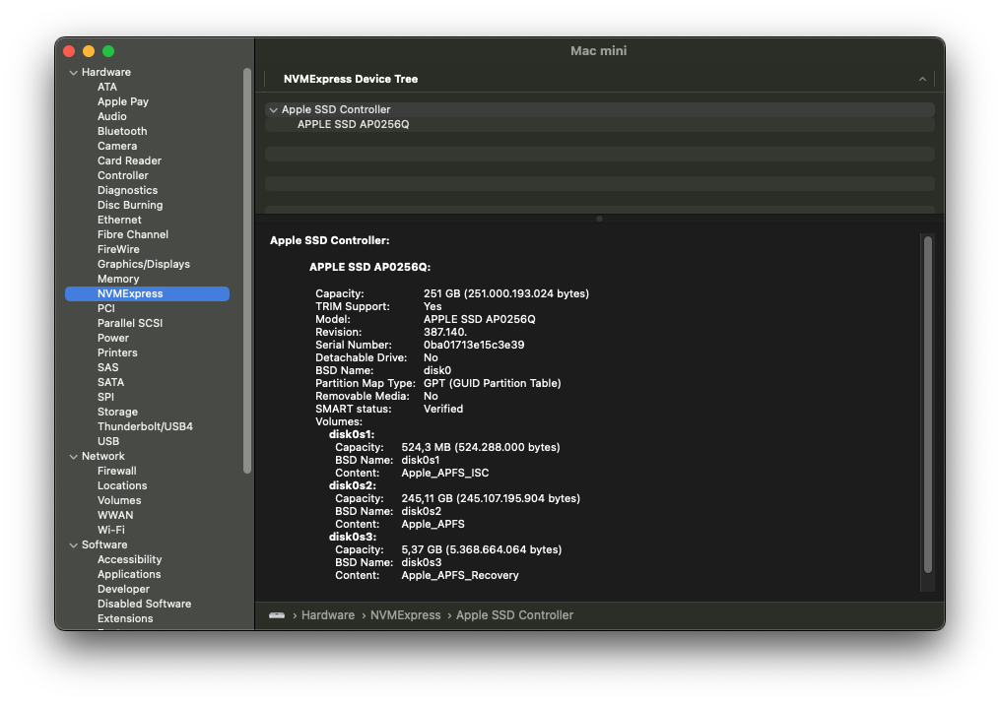 Mac mini
Hardware
ATA
Apple Pay
Audio
Bluetooth
Camera
Card Reader
Controller
Diagnostics
Disc Burning
Ethernet
Fibre Channel
FireWire
Graphics/Displays
Memory
NVMExpress
PCI
Parallel SCSI
Power
Printers
SAS
SATA
SPI
Storage
Thunderbolt/USB4
USB
Network
Firewall
Locations
Volumes
WWAN
Wi-Fi
Software
Accessibility
Applications
Developer
Disabled Software
Extensions
NVMExpress Device Tree
Apple SSD Controller
APPLE SSD AP0256Q
Apple SSD Controller:
APPLE SSD AP0256Q:
Capacity: 251 GB (251.000.193.024 bytes)
TRIM Support: Yes
Model: APPLE SSD AP0256Q
Revision: 387.140.
Serial Number: 0ba01713e15c3e39
Detachable Drive: No
BSD Name: disk0
Partition Map Type: GPT (GUID Partition Table)
Removable Media: No
SMART status: Verified
Volumes:
disk0s1:
Capacity: 524,3 MB (524.288.000 bytes)
BSD Name: disk0s1
Content: Apple_APFS_ISC
disk0s2:
Capacity: 245,11 GB (245.107.195.904 bytes)
BSD Name: disk0s2
Content: Apple_APFS
disk0s3:
Capacity: 5,37 GB (5.368.664.064 bytes)
BSD Name: disk0s3
Content: Apple_APFS_Recovery
› Hardware › NVMExpress › Apple SSD Controller